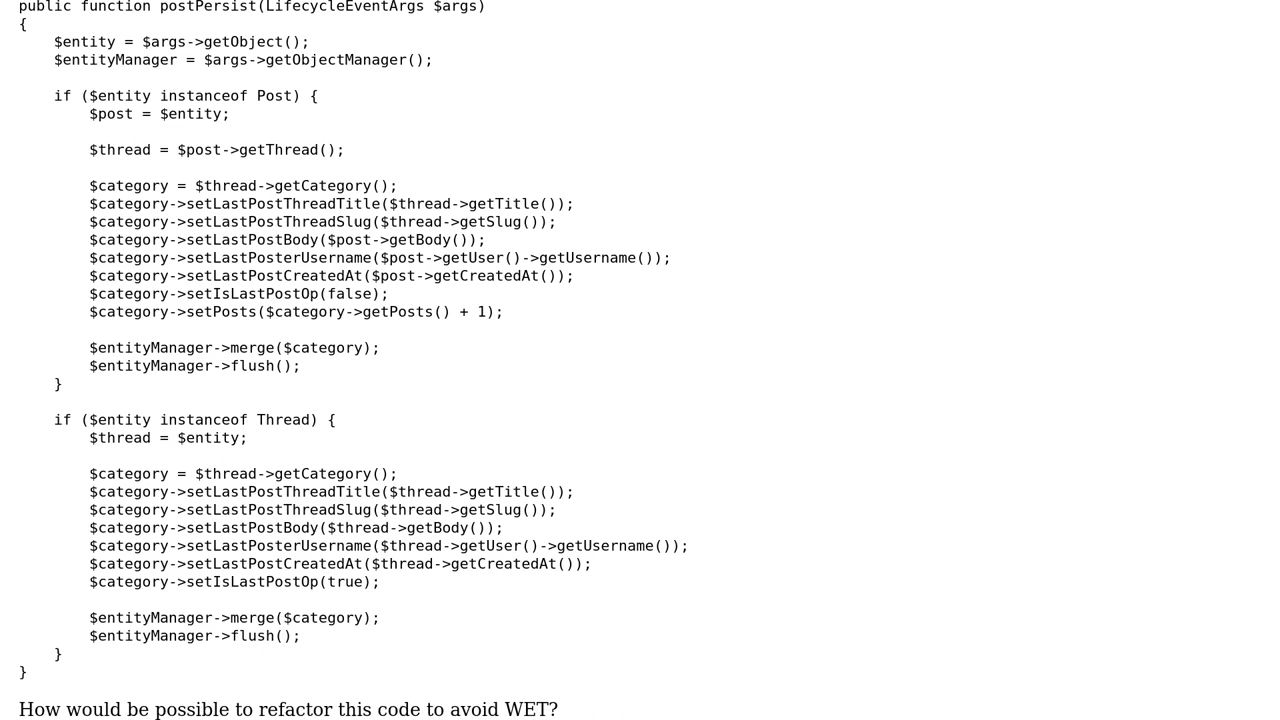 public function postPersist(LifecycleEventArgs $args)
{
    $entity = $args->getObject();
    $entityManager = $args->getObjectManager();

    if ($entity instanceof Post) {
        $post = $entity;

        $thread = $post->getThread();

        $category = $thread->getCategory();
        $category->setLastPostThreadTitle($thread->getTitle());
        $category->setLastPostThreadSlug($thread->getSlug());
        $category->setLastPostBody($post->getBody());
        $category->setLastPosterUsername($post->getUser()->getUsername());
        $category->setLastPostCreatedAt($post->getCreatedAt());
        $category->setIsLastPostOp(false);
        $category->setPosts($category->getPosts() + 1);

        $entityManager->merge($category);
        $entityManager->flush();
    }

    if ($entity instanceof Thread) {
        $thread = $entity;

        $category = $thread->getCategory();
        $category->setLastPostThreadTitle($thread->getTitle());
        $category->setLastPostThreadSlug($thread->getSlug());
        $category->setLastPostBody($thread->getBody());
        $category->setLastPosterUsername($thread->getUser()->getUsername());
        $category->setLastPostCreatedAt($thread->getCreatedAt());
        $category->setIsLastPostOp(true);

        $entityManager->merge($category);
        $entityManager->flush();
    }
}
How would be possible to refactor this code to avoid WET?